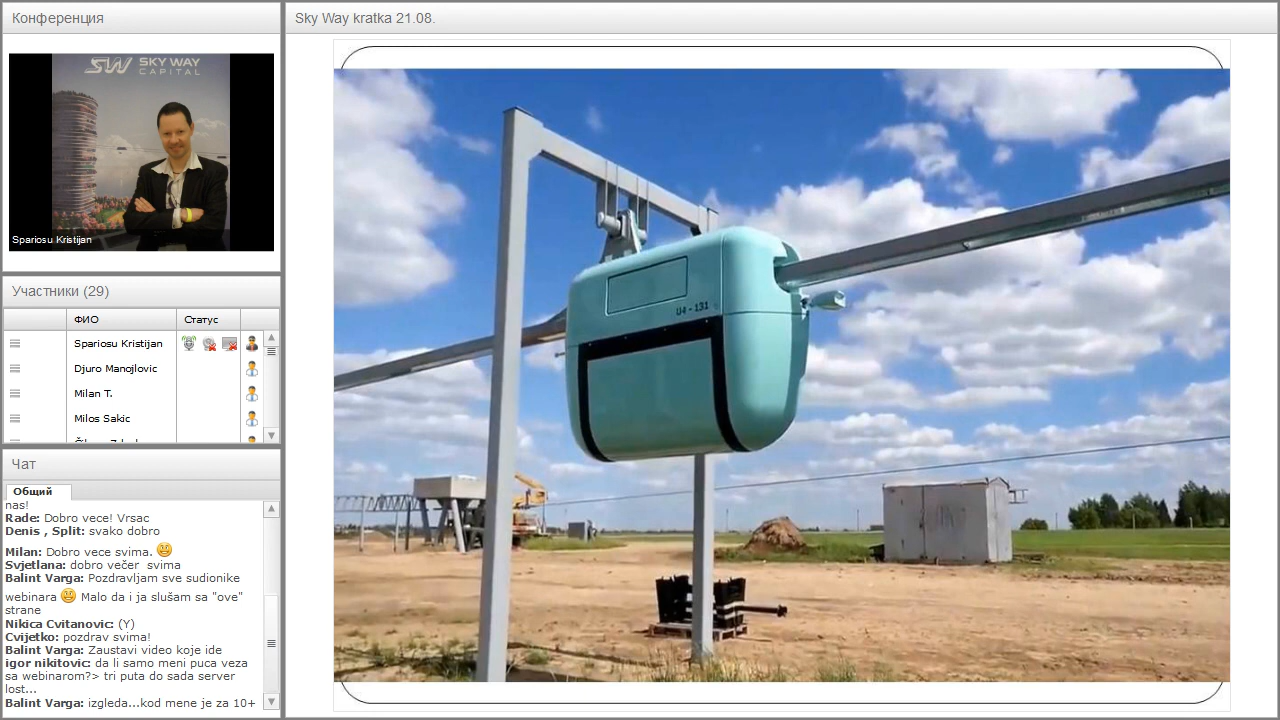 Конференция
SW SKY WAY
CAPITAL
Spariosu Kristijan
Участники (29)
ФИО
Статус
Spariosu Kristijan
Djuro Manojlovic
Milan T.
Milos Sakic
Чат
Общий
nas!
Rade: Dobro vece! Vrsac
Denis , Split: svako dobro
Milan: Dobro vece svima.
Svjetlana: dobro večer svima
Balint Varga: Pozdravljam sve sudionike
webinara Malo da i ja slušam sa "ove"
strane
Nikica Cvitanovic: (Y)
Cvijetko: pozdrav svima!
Balint Varga: Zaustavi video koje ide
igor nikitovic: da li samo meni puca veza
sa webinarom?> tri puta do sada server
lost...
Balint Varga: izgleda...kod mene je za 10+
Sky Way kratka 21.08.
U4 - 131